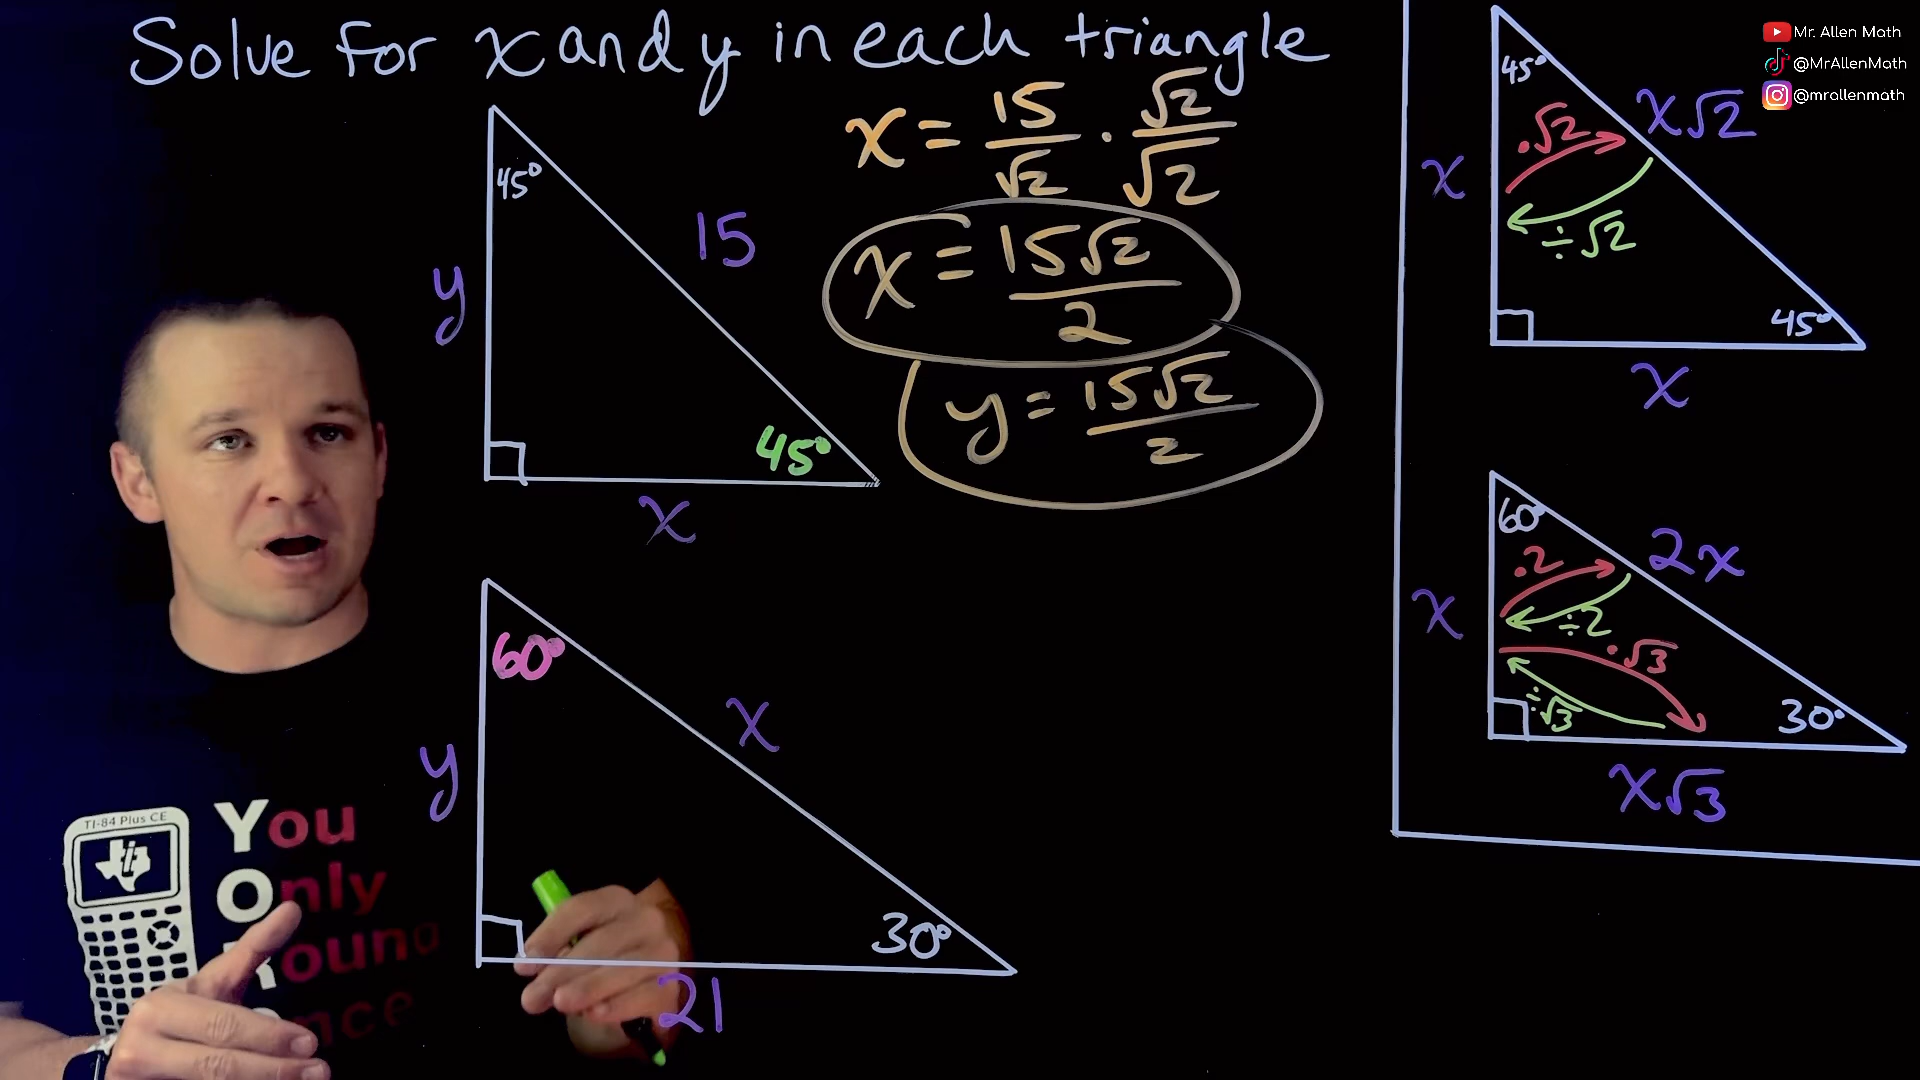 Solve for x and y in each triangle
45°
15
y
45°
x
x = 15/√2 · √2/√2
x = 15√2/2
y = 15√2/2
60°
x
y
30°
21
45°
x√2
·√2
x
÷√2
45°
x
60°
2x
·2
x
÷2
·√3
÷√3
30°
x√3
Mr. Allen Math
@MrAllenMath
@mrallenmath
TI-84 Plus CE
You
Only
Round
nce